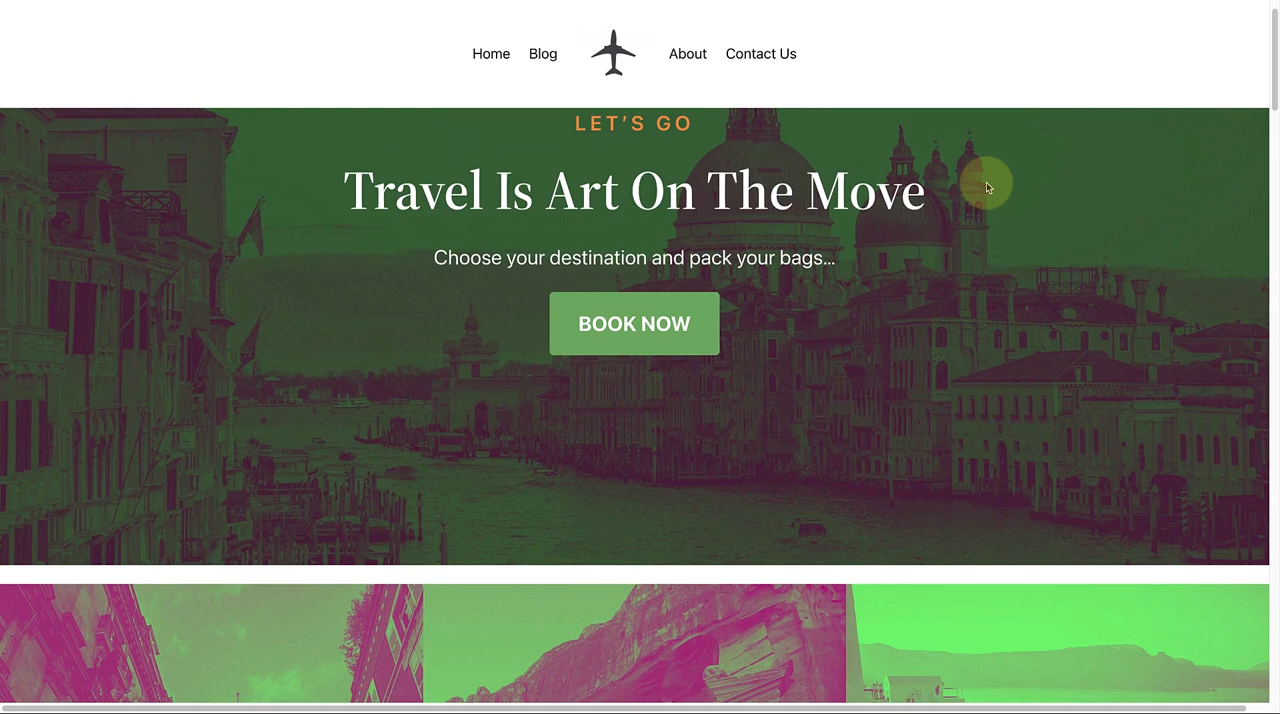 Home Blog About Contact Us
LET’S GO
Travel Is Art On The Move
Choose your destination and pack your bags...
BOOK NOW